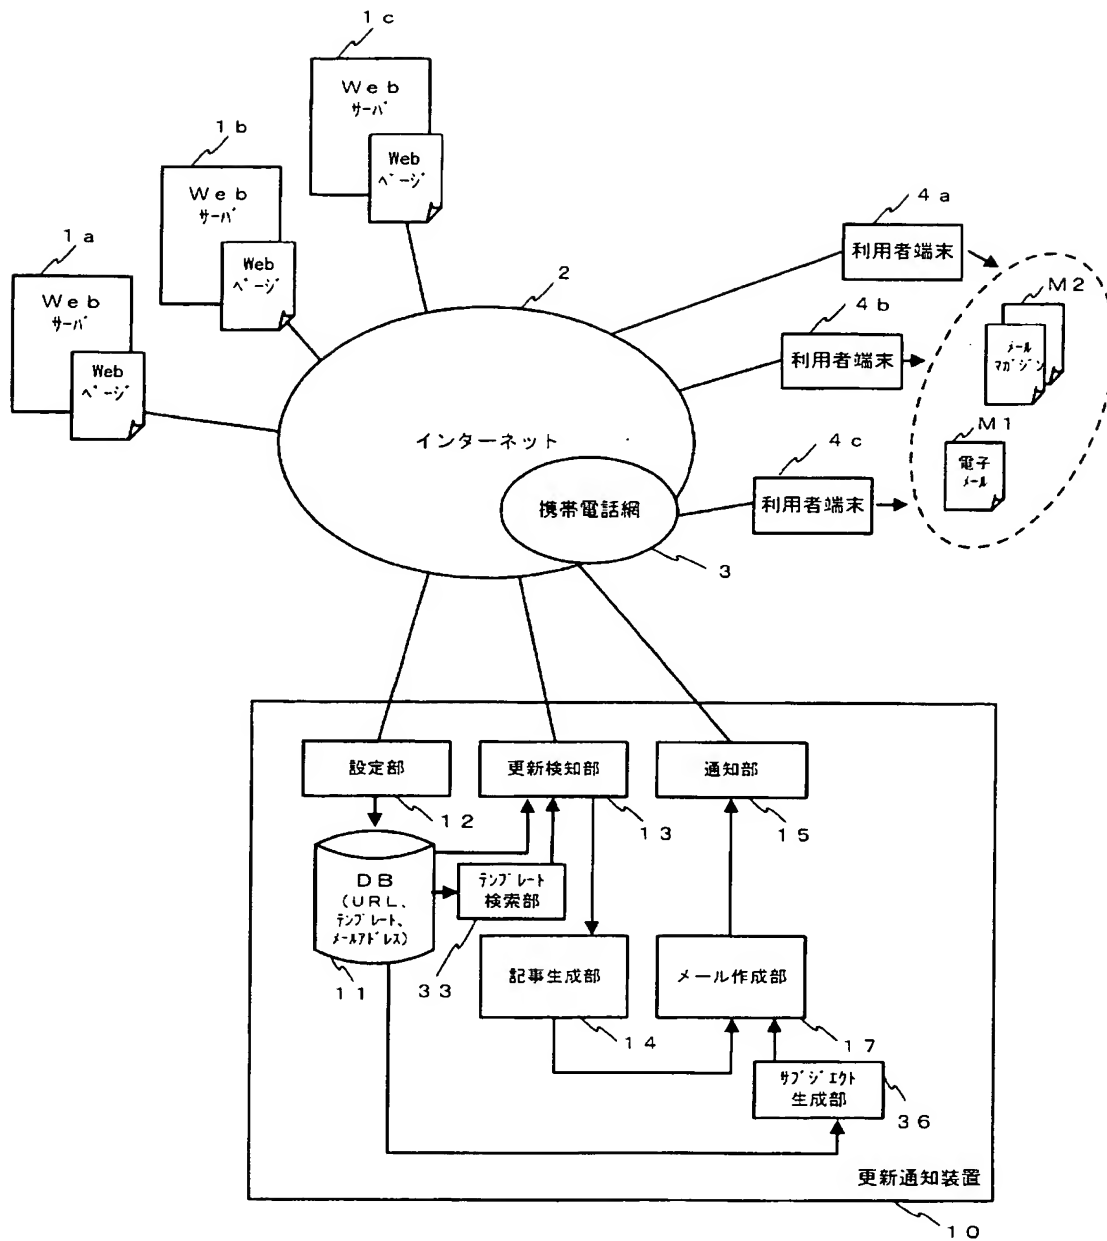 1c
Web
サーバ
Web
ページ
1b
Web
サーバ
Web
ページ
1a
Web
サーバ
Web
ページ
2
インターネット
携帯電話網
3
4a
利用者端末
4b
利用者端末
4c
利用者端末
M2
メール
マガジン
M1
電子
メール
設定部
12
更新検知部
13
通知部
15
DB
(URL、
テンプレート、
メールアドレス)
11
テンプレート
検索部
33
記事生成部
14
メール作成部
17
サブジェクト
生成部
36
更新通知装置
10